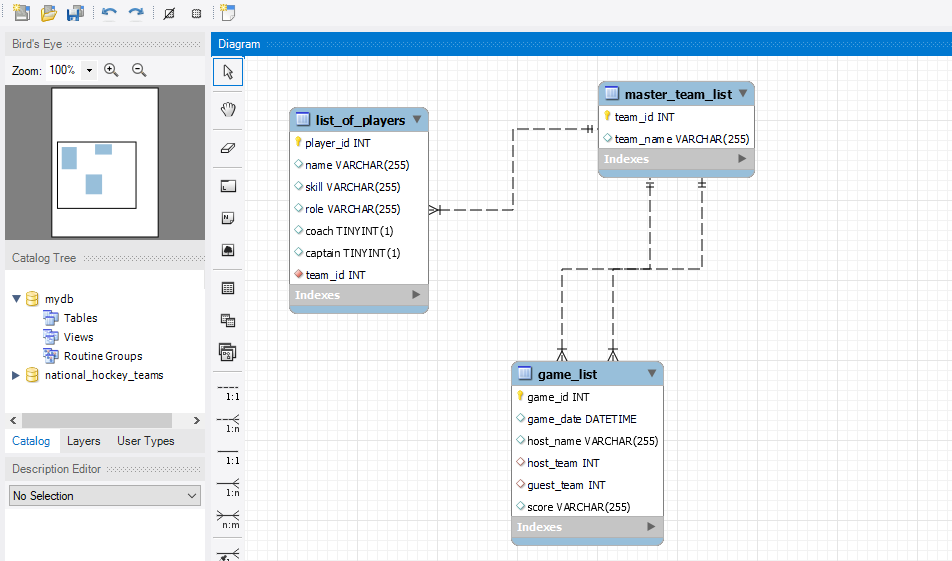 Bird's Eye
Zoom: 100%
Catalog Tree
mydb
Tables
Views
Routine Groups
national_hockey_teams
Catalog Layers User Types
Description Editor
No Selection
Diagram
1:1
1:n
1:1
1:n
n:m
list_of_players
player_id INT
name VARCHAR(255)
skill VARCHAR(255)
role VARCHAR(255)
coach TINYINT(1)
captain TINYINT(1)
team_id INT
Indexes
master_team_list
team_id INT
team_name VARCHAR(255)
Indexes
game_list
game_id INT
game_date DATETIME
host_name VARCHAR(255)
host_team INT
guest_team INT
score VARCHAR(255)
Indexes